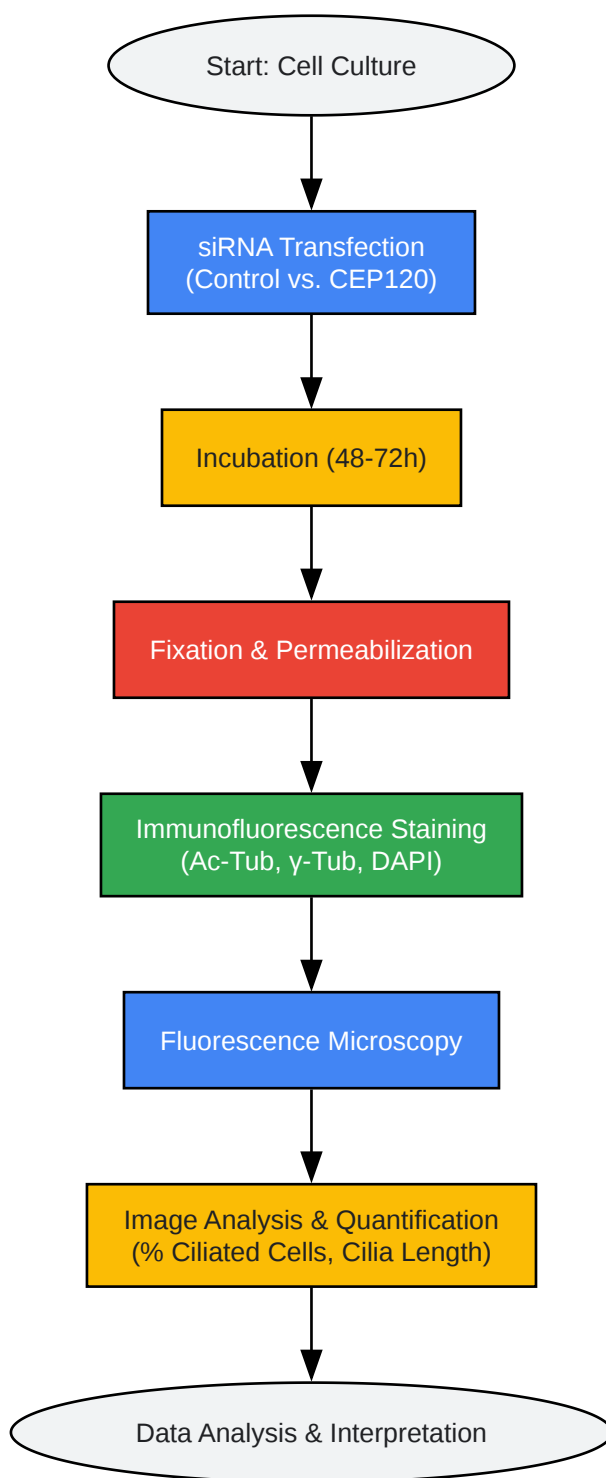 Start: Cell Culture
siRNA Transfection
(Control vs. CEP120)
Incubation (48-72h)
Fixation & Permeabilization
Immunofluorescence Staining
(Ac-Tub, γ-Tub, DAPI)
Fluorescence Microscopy
Image Analysis & Quantification
(% Ciliated Cells, Cilia Length)
Data Analysis & Interpretation